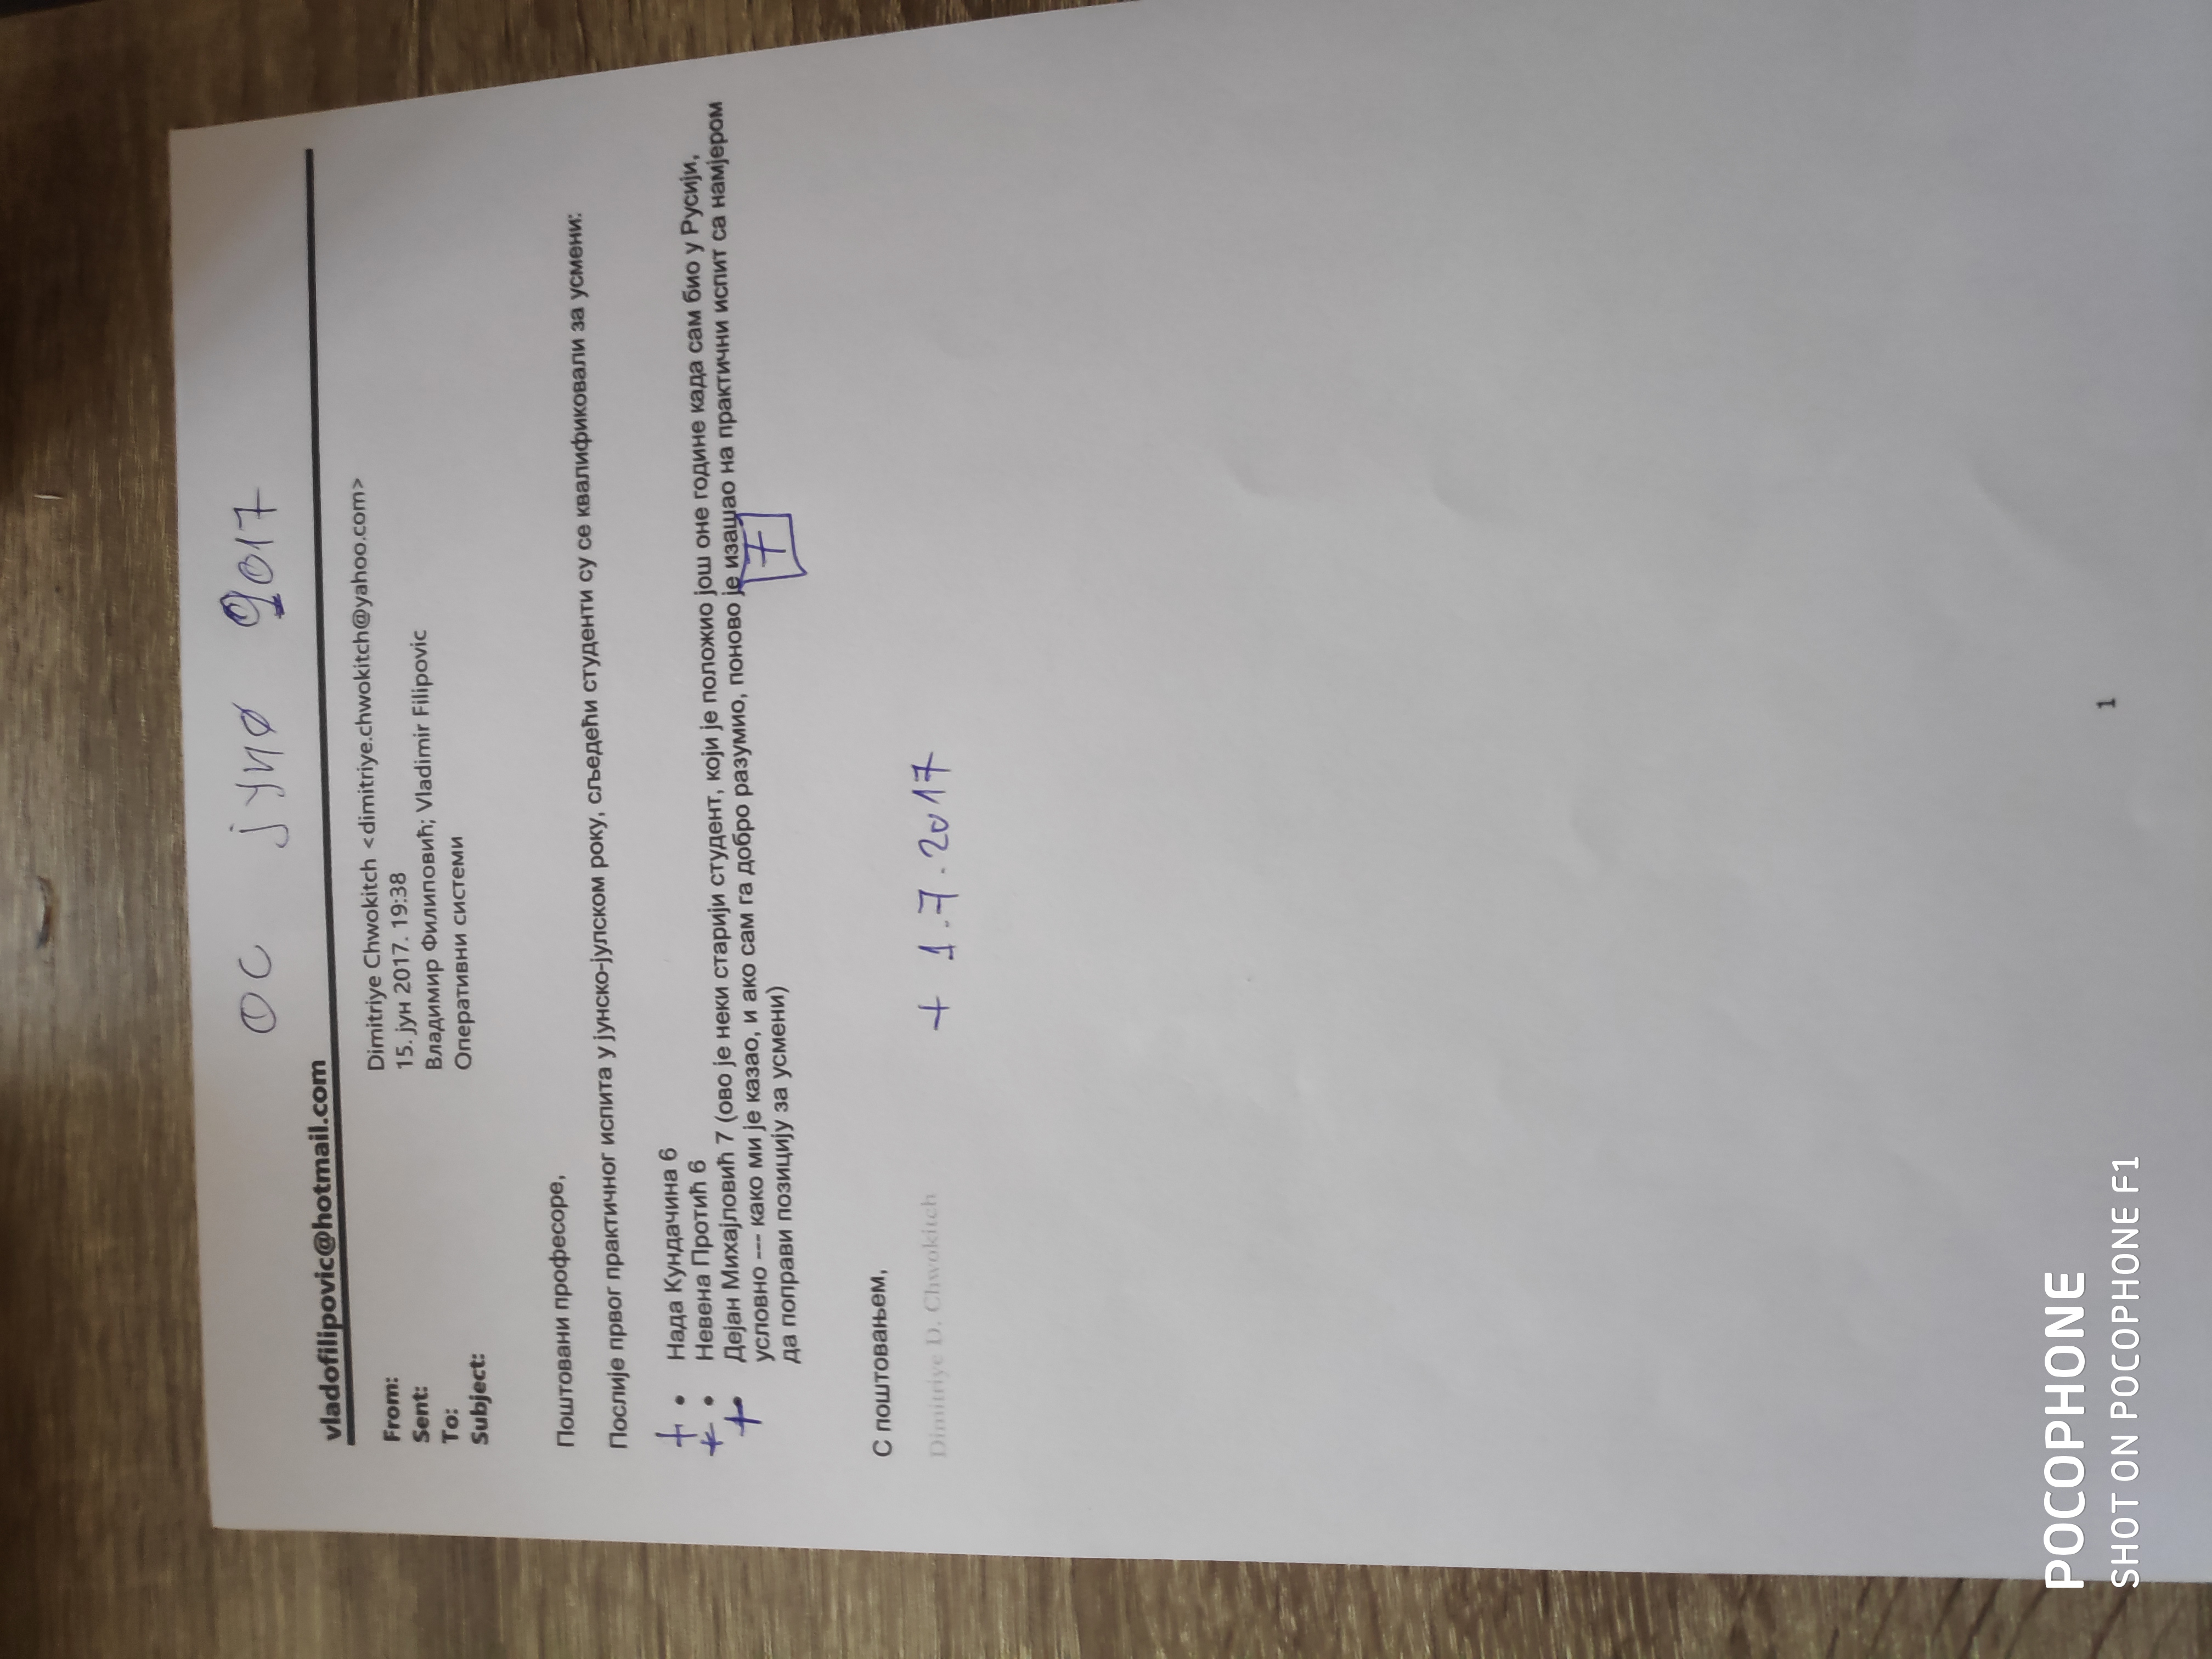 ОС јун 2017
vladofilipovic@hotmail.com
From: Dimitriye Chwokitch <dimitriye.chwokitch@yahoo.com>
Sent: 15. јун 2017. 19:38
To: Владимир Филиповић; Vladimir Filipovic
Subject: Оперативни системи
Поштовани професоре,
Послије првог практичног испита у јунско-јулском року, сљедећи студенти су се квалификовали за усмени:
+ • Нада Кундачина 6
+ • Невена Протић 6
+ • Дејан Михајловић 7 (ово је неки старији студент, који је положио још оне године када сам био у Русији,
условно --- како ми је казао, и ако сам га добро разумио, поново је изашао на практични испит са намјером
да поправи позицију за усмени)
7
С поштовањем,
Dimitriye D. Chwokitch
+ 1.7.2017
1
POCOPHONE
SHOT ON POCOPHONE F1